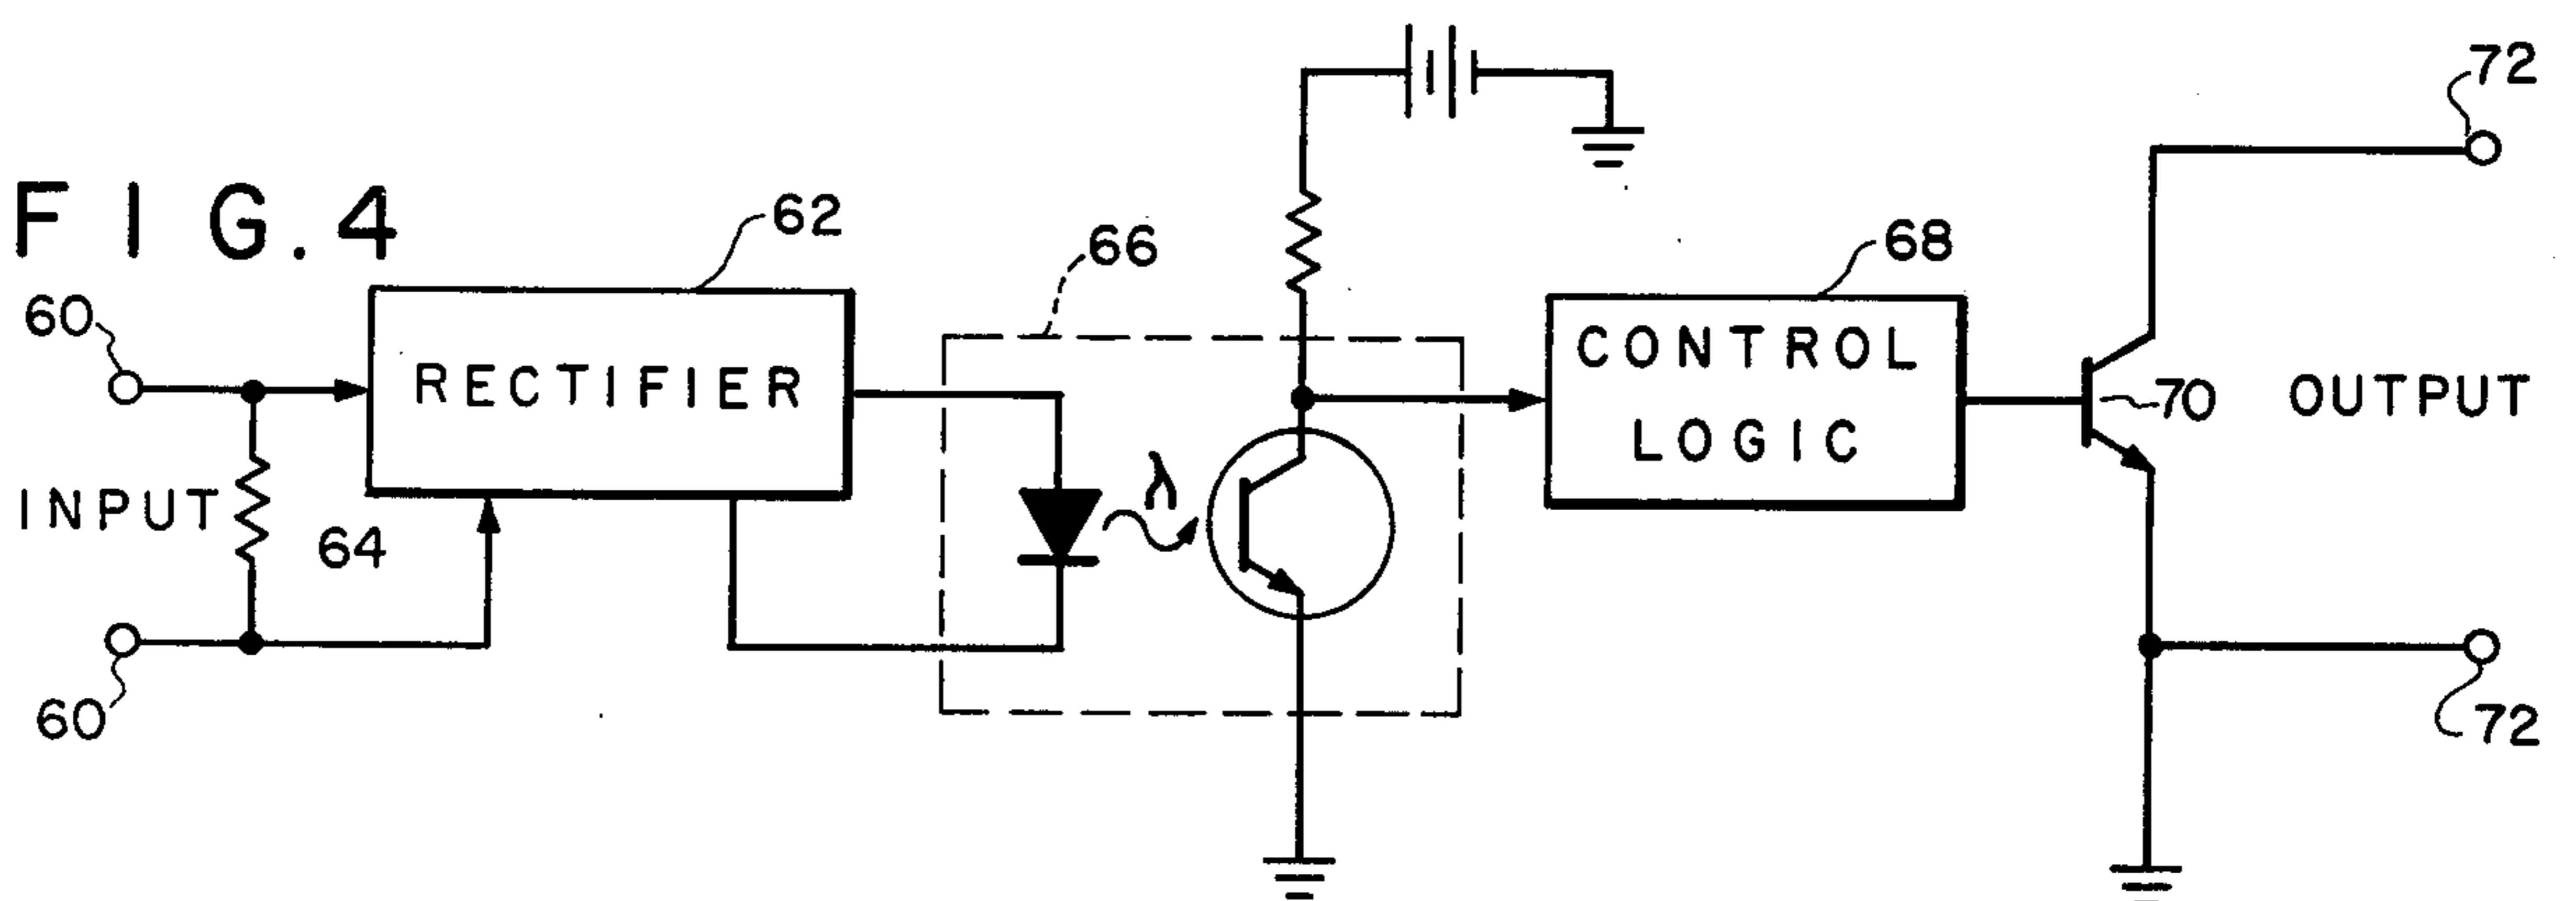 FIG.4
60
62
RECTIFIER
INPUT
64
60
66
λ
68
CONTROL
LOGIC
70
72
OUTPUT
72